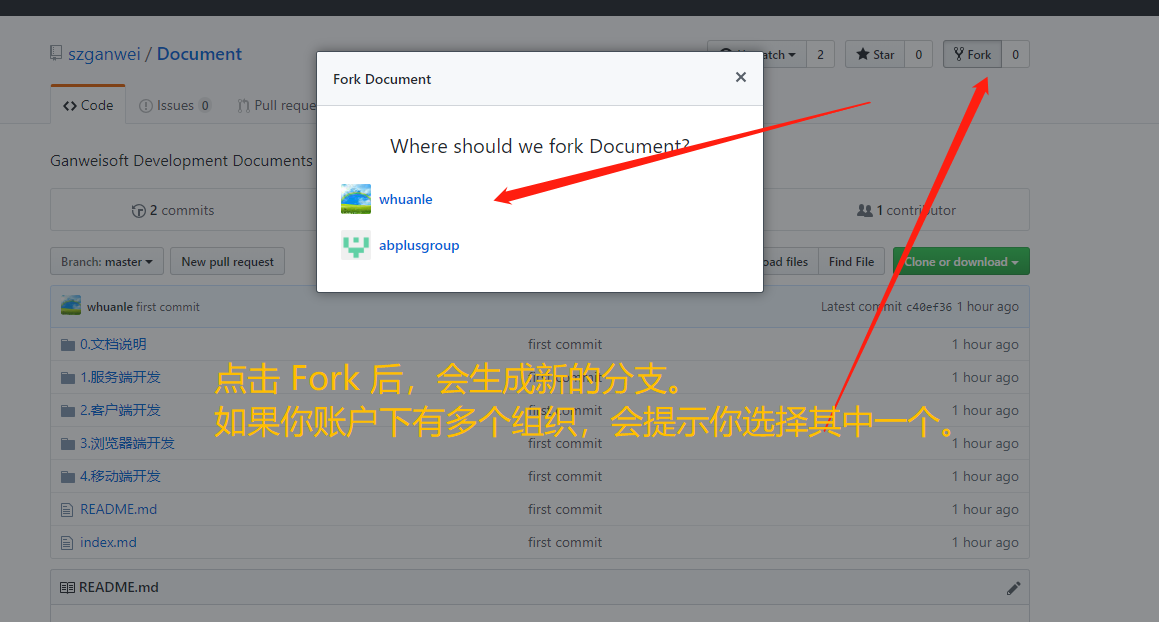 szganwei / Document
atch 2 Star 0 Fork 0
Fork Document
Code Issues 0 Pull reque
Where should we fork Document?
Ganweisoft Development Documents
whuanle
2 commits 1 contributor
abplusgroup
Branch: master New pull request oad files Find File Clone or download
whuanle first commit Latest commit c40ef36 1 hour ago
0.文档说明 first commit 1 hour ago
1.服务端开发 first commit 1 hour ago
点击 Fork 后，会生成新的分支。
2.客户端开发 first commit 1 hour ago
如果你账户下有多个组织，会提示你选择其中一个。
3.浏览器端开发 first commit 1 hour ago
4.移动端开发 first commit 1 hour ago
README.md first commit 1 hour ago
index.md first commit 1 hour ago
README.md